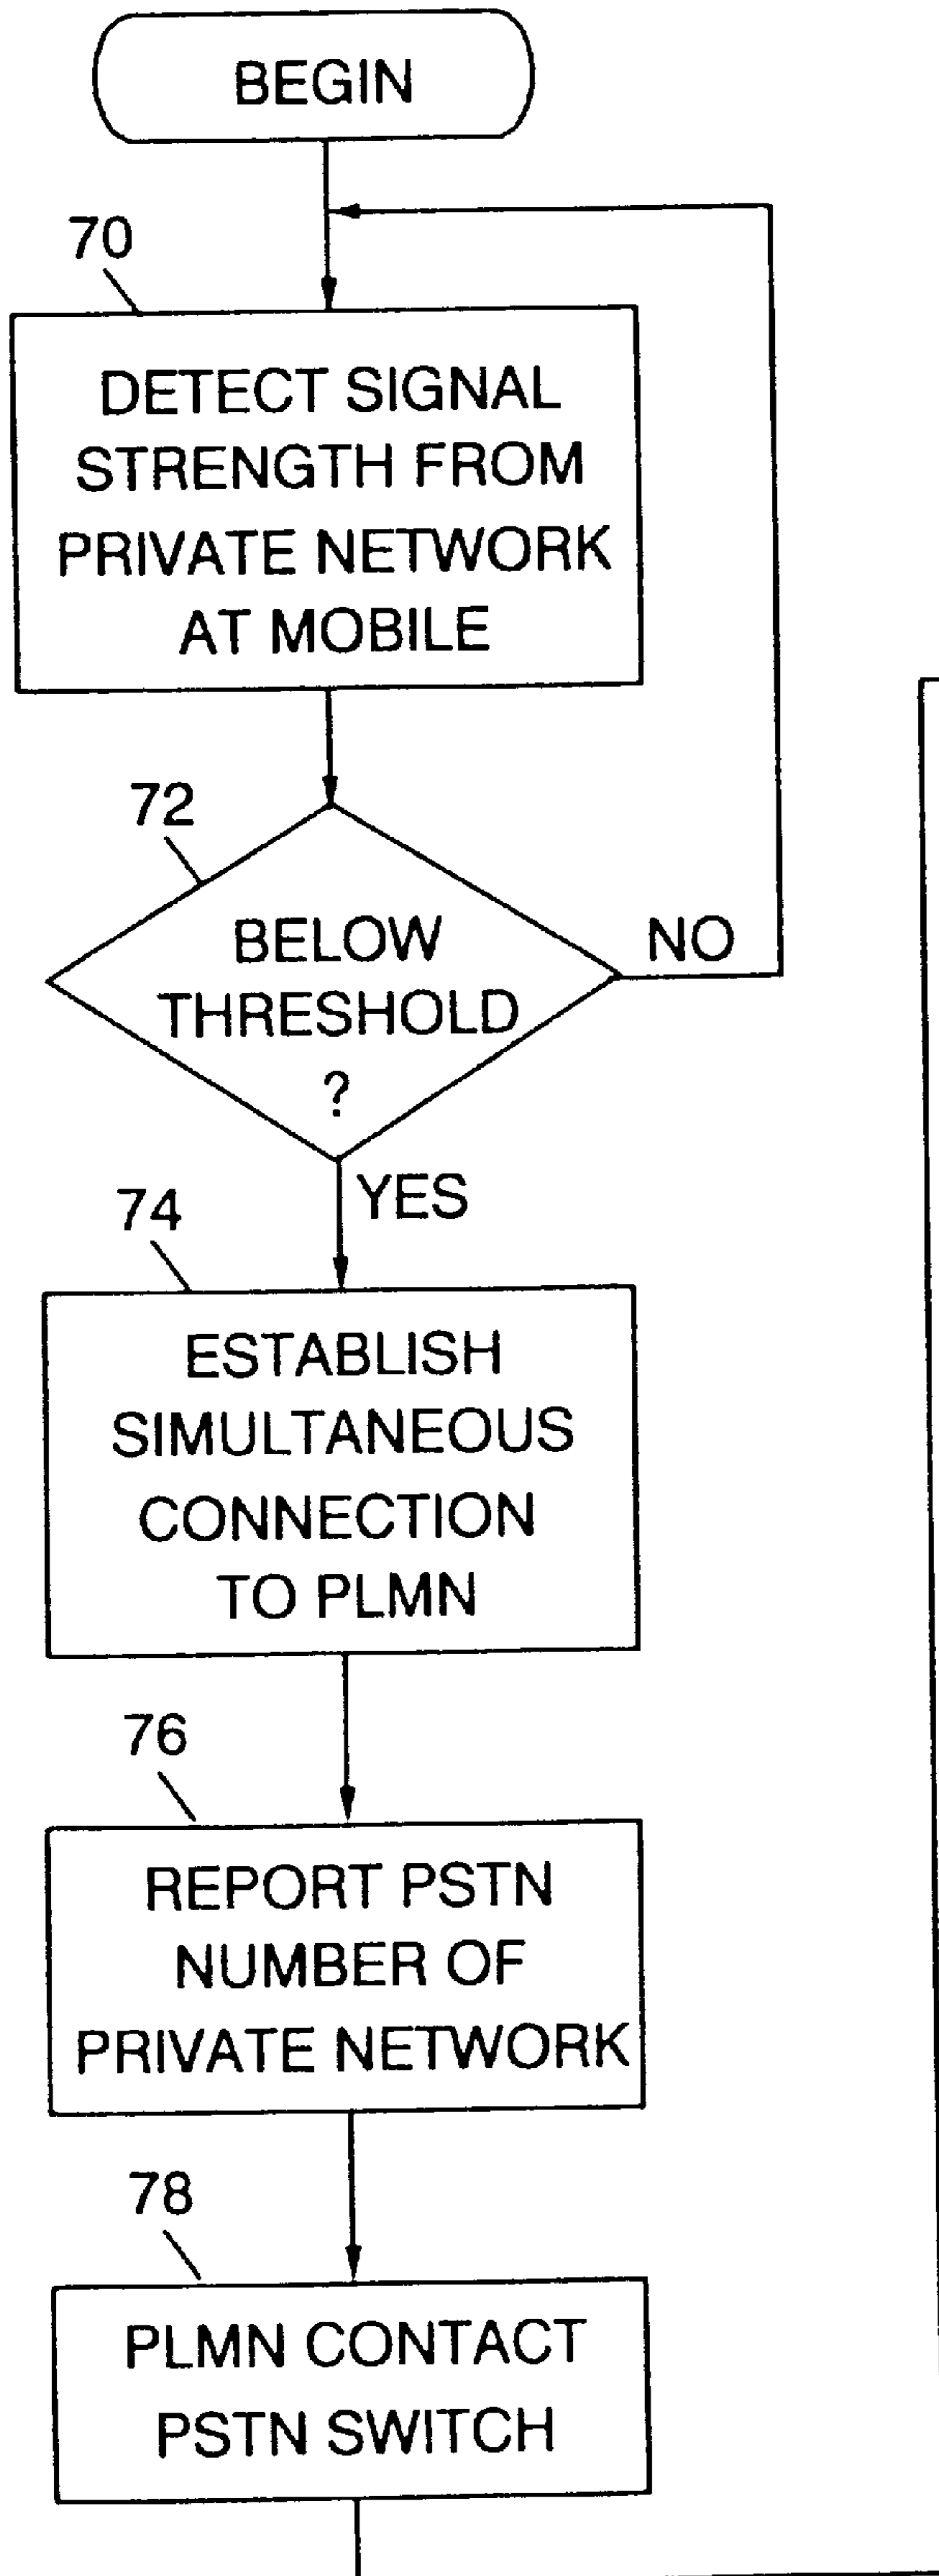 BEGIN
70
DETECT SIGNAL
STRENGTH FROM
PRIVATE NETWORK
AT MOBILE
72
BELOW
THRESHOLD
?
NO
YES
74
ESTABLISH
SIMULTANEOUS
CONNECTION
TO PLMN
76
REPORT PSTN
NUMBER OF
PRIVATE NETWORK
78
PLMN CONTACT
PSTN SWITCH